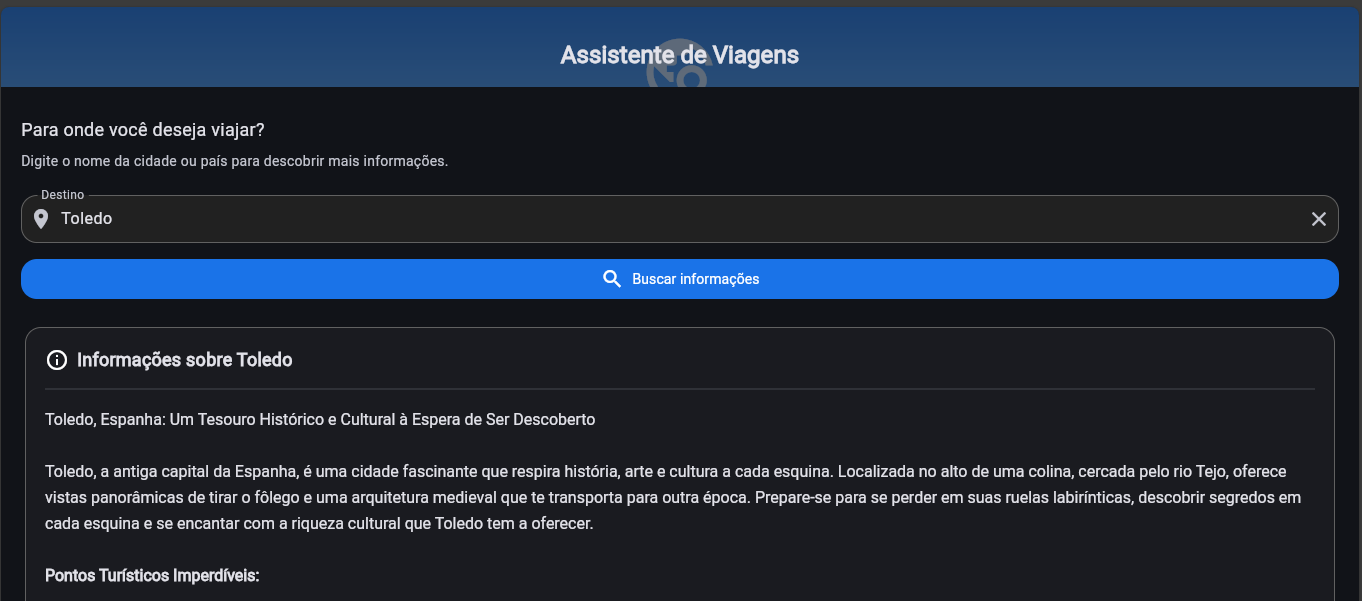 Assistente de Viagens
Para onde você deseja viajar?
Digite o nome da cidade ou país para descobrir mais informações.
Destino
Toledo
Buscar informações
Informações sobre Toledo
Toledo, Espanha: Um Tesouro Histórico e Cultural à Espera de Ser Descoberto
Toledo, a antiga capital da Espanha, é uma cidade fascinante que respira história, arte e cultura a cada esquina. Localizada no alto de uma colina, cercada pelo rio Tejo, oferece
vistas panorâmicas de tirar o fôlego e uma arquitetura medieval que te transporta para outra época. Prepare-se para se perder em suas ruelas labirínticas, descobrir segredos em
cada esquina e se encantar com a riqueza cultural que Toledo tem a oferecer.
Pontos Turísticos Imperdíveis: